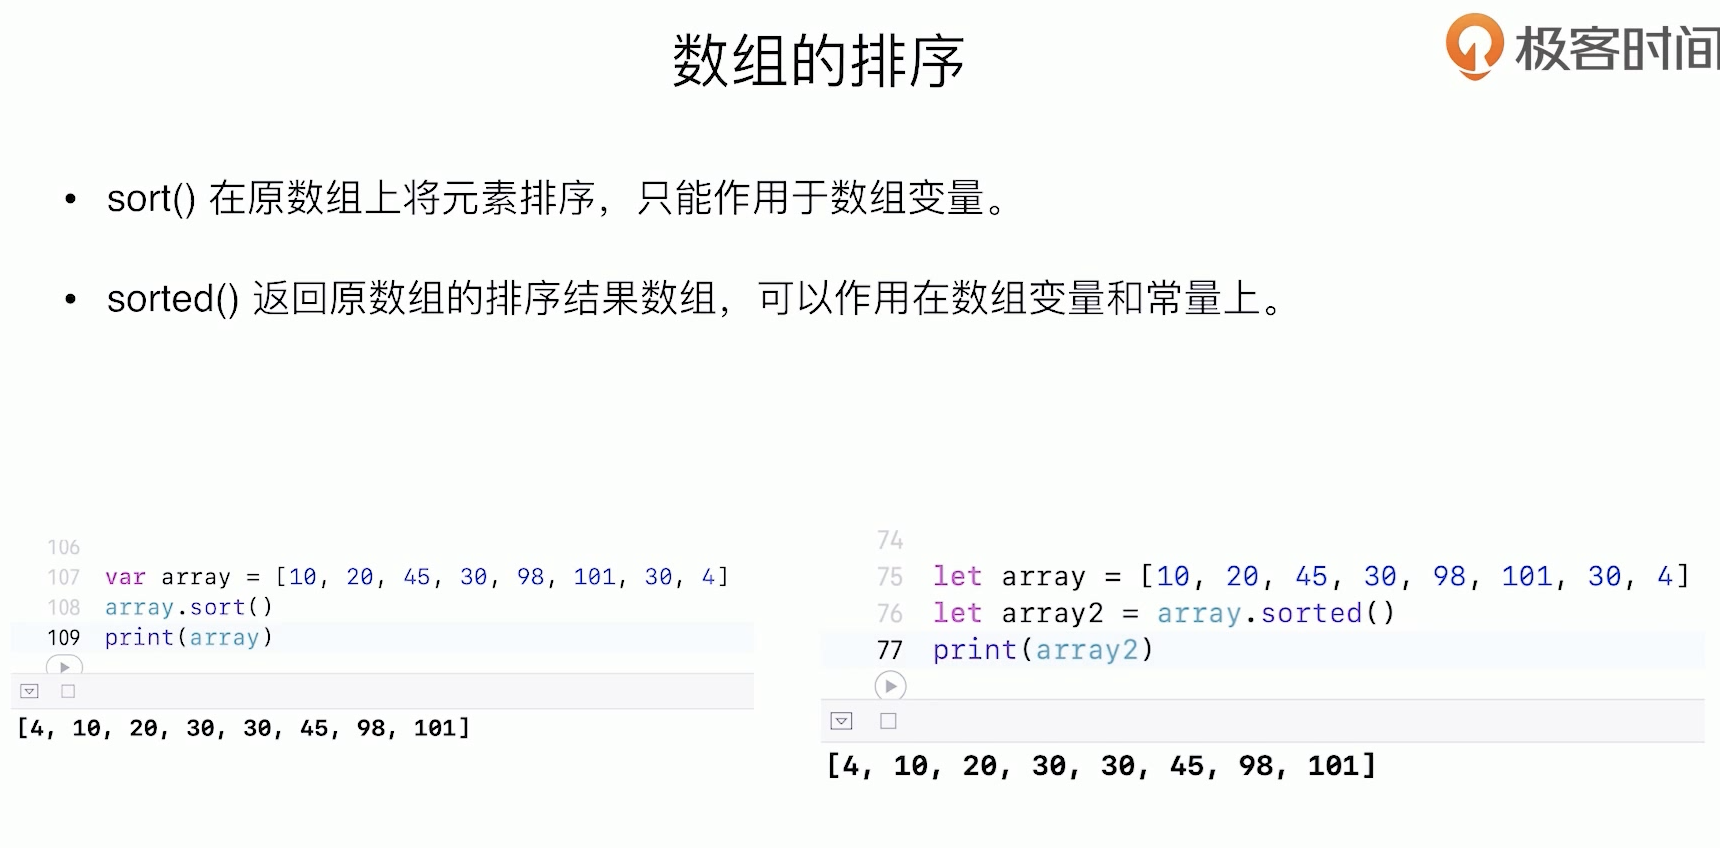 数组的排序
极客时间
• sort() 在原数组上将元素排序，只能作用于数组变量。
• sorted() 返回原数组的排序结果数组，可以作用在数组变量和常量上。
106
107 var array = [10, 20, 45, 30, 98, 101, 30, 4]
108 array.sort()
109 print(array)
[4, 10, 20, 30, 30, 45, 98, 101]
74
75 let array = [10, 20, 45, 30, 98, 101, 30, 4]
76 let array2 = array.sorted()
77 print(array2)
[4, 10, 20, 30, 30, 45, 98, 101]